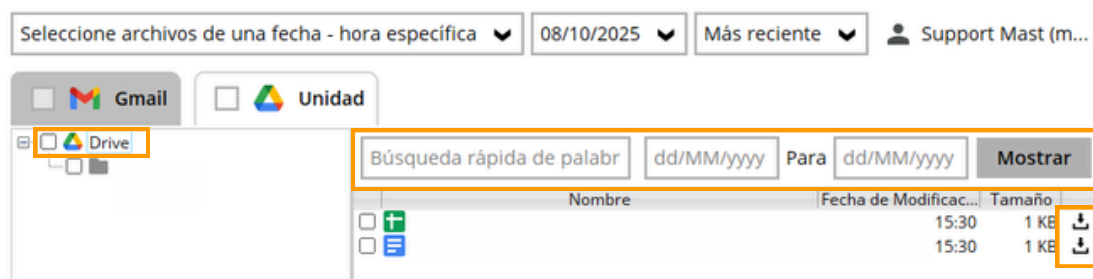 Seleccione archivos de una fecha - hora específica 08/10/2025 Más reciente Support Mast (m...
Gmail Unidad
Drive
Búsqueda rápida de palabr dd/MM/yyyy Para dd/MM/yyyy Mostrar
Nombre Fecha de Modificac... Tamaño
15:30 1 KB
15:30 1 KB